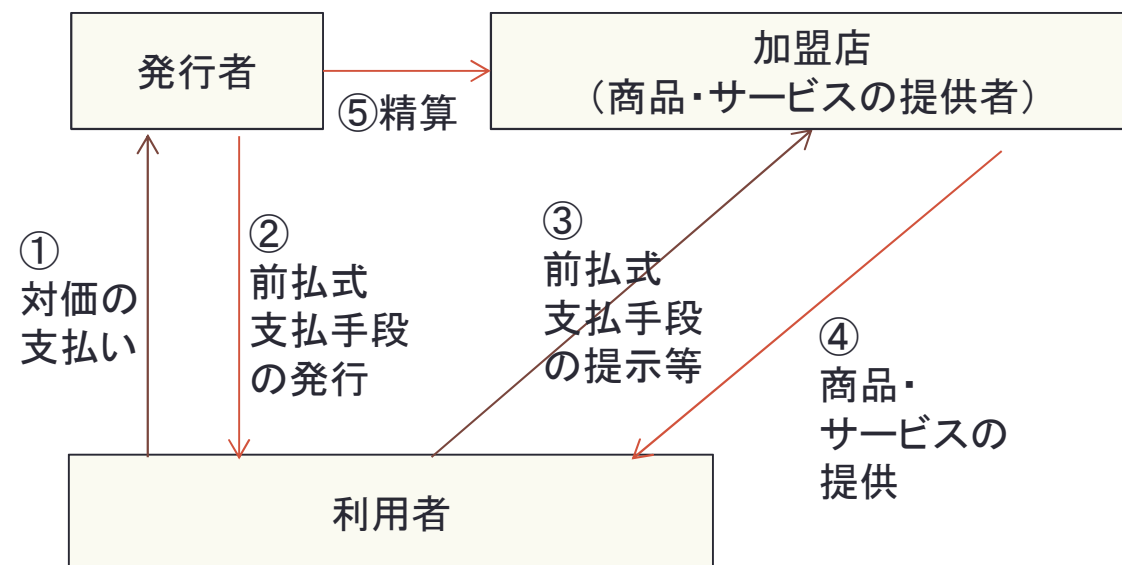 発行者
加盟店
（商品・サービスの提供者）
⑤精算
①
対価の
支払い
②
前払式
支払手段
の発行
③
前払式
支払手段
の提示等
④
商品・
サービスの
提供
利用者